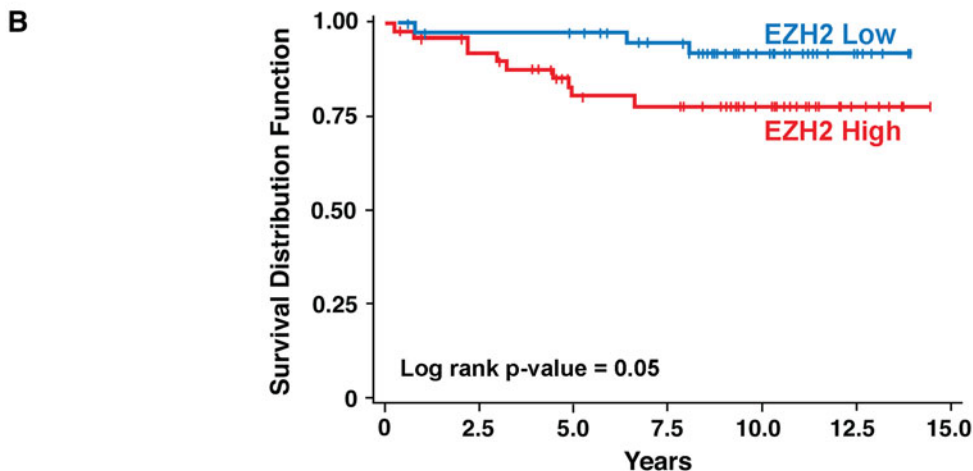 B
Survival Distribution Function
1.00
0.75
0.50
0.25
0
EZH2 Low
EZH2 High
Log rank p-value = 0.05
0 2.5 5.0 7.5 10.0 12.5 15.0
Years